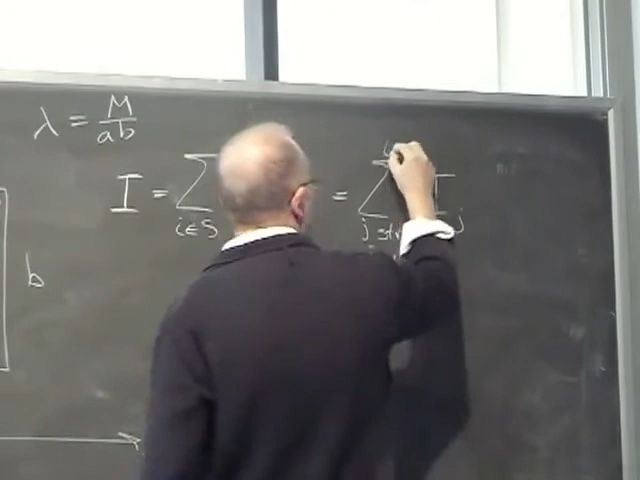 λ = M/ab
I = Σ = Σ I j
i∈S j
b